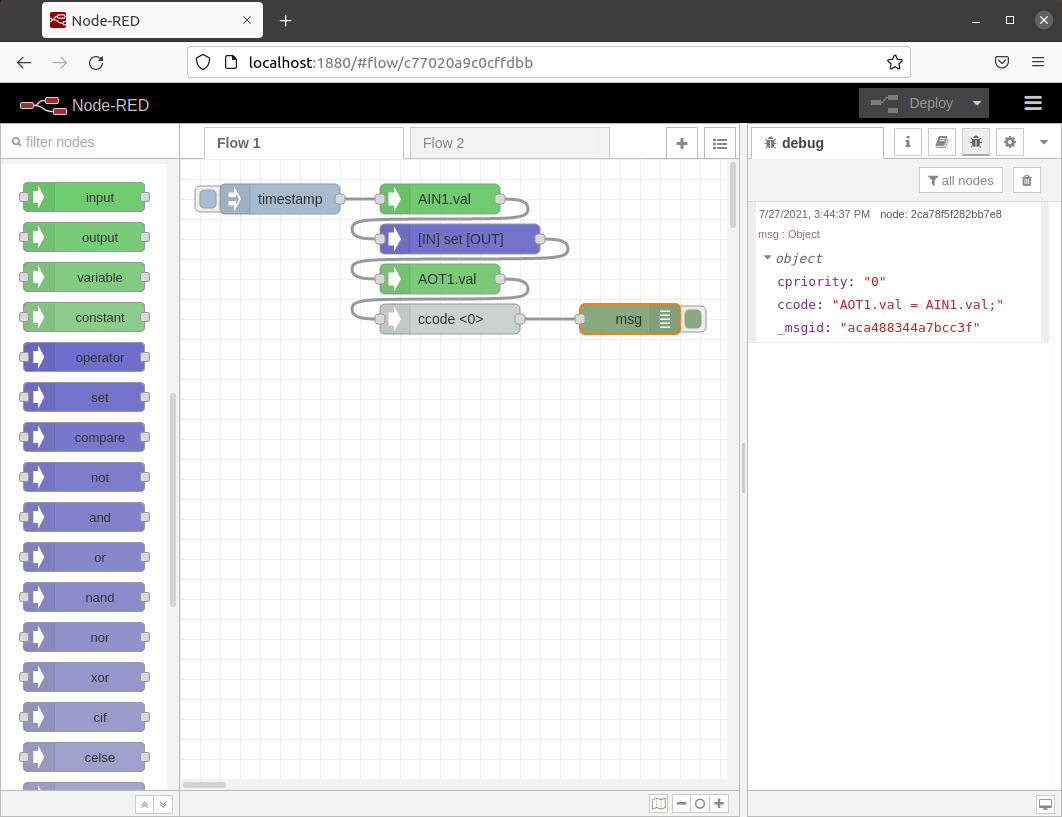 Node-RED
localhost:1880/#flow/c77020a9c0cffdbb
Node-RED
Deploy
filter nodes
Flow 1
Flow 2
debug
all nodes
input
output
variable
constant
operator
set
compare
not
and
or
nand
nor
xor
cif
celse
timestamp
AIN1.val
[IN] set [OUT]
AOT1.val
ccode <0>
msg
7/27/2021, 3:44:37 PM node: 2ca78f5f282bb7e8
msg : Object
object
cpriority: "0"
ccode: "AOT1.val = AIN1.val;"
_msgid: "aca488344a7bcc3f"